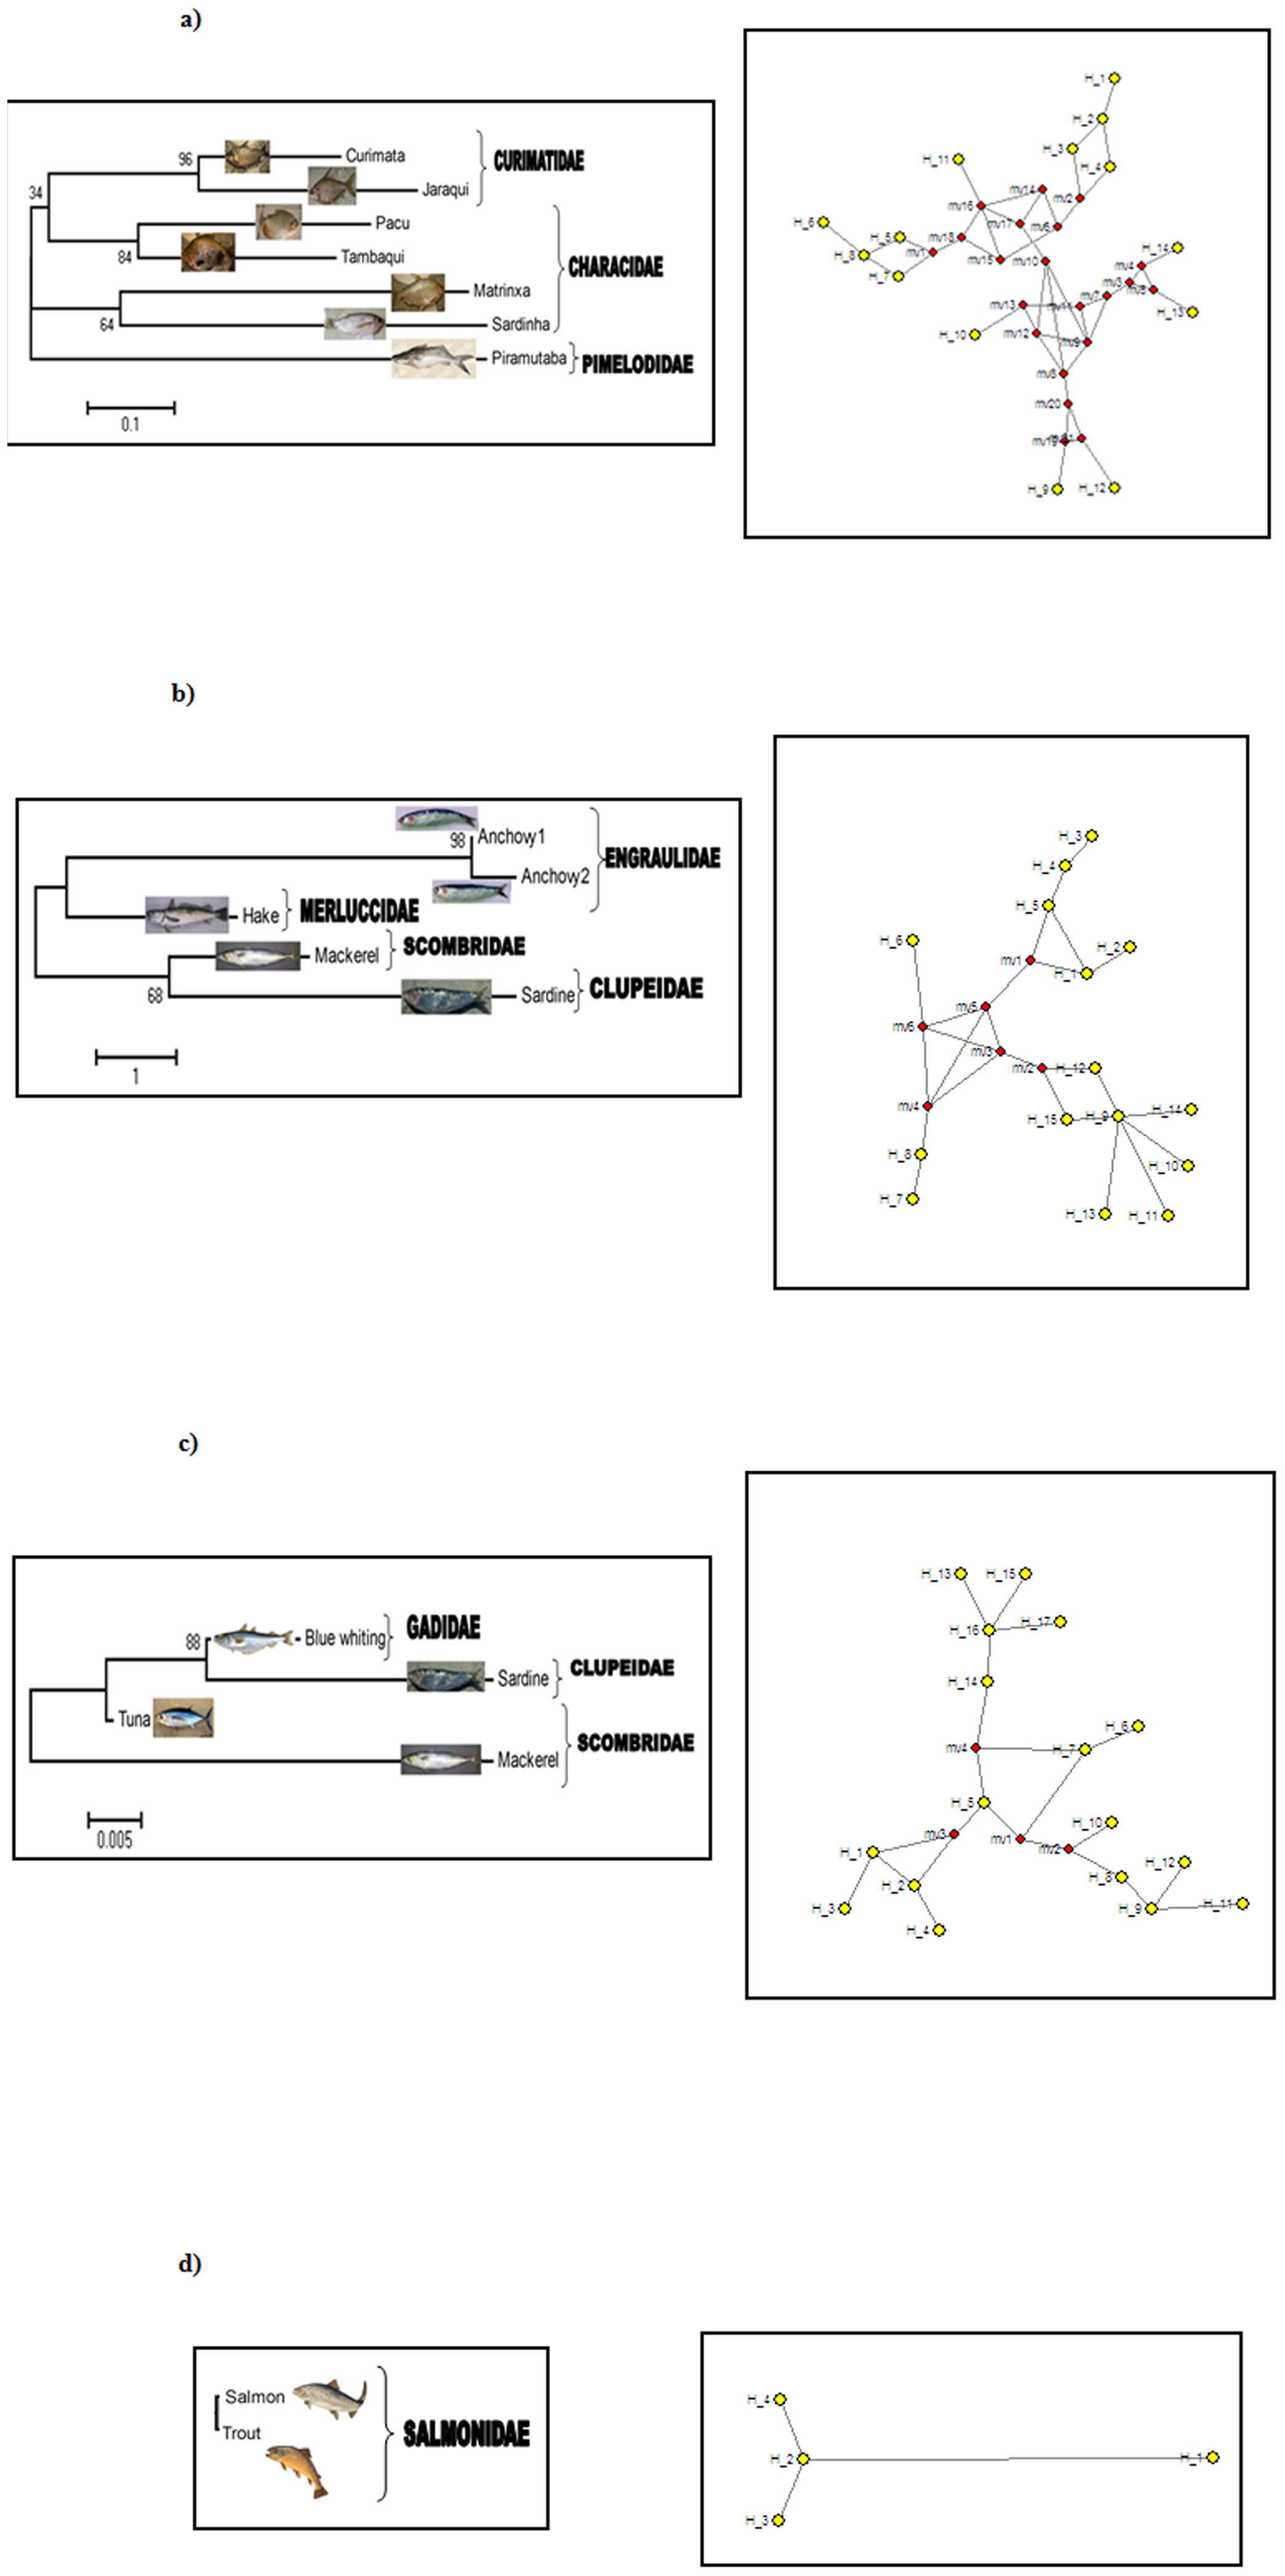 a)
96
Curimata
CURIMATIDAE
Jaraqui
34
Pacu
84
Tambaqui
CHARACIDAE
Matrinxa
64
Sardinha
Piramutaba
PIMELODIDAE
0.1
H_1
H_2
H_3
H_4
H_11
mv14
mv2
mv16
mv17
mv6
H_6
H_5
mv18
H_8
mv1
mv15
mv10
H_7
H_14
mv4
mv3
mv7
H_13
mv13
mv11
H_10
mv12
mv9
mv8
mv20
mv19
H_9
H_12
b)
98
Anchowy1
ENGRAULIDAE
Anchowy2
Hake
MERLUCCIDAE
Mackerel
SCOMBRIDAE
68
Sardine
CLUPEIDAE
1
H_3
H_4
H_5
H_6
H_2
mv1
H_1
mv5
mv6
mv3
mv2
H_12
mv4
H_15
H_9
H_14
H_8
H_10
H_7
H_13
H_11
c)
88
Blue whiting
GADIDAE
Sardine
CLUPEIDAE
Tuna
SCOMBRIDAE
Mackerel
0.005
H_13
H_15
H_16
H_17
H_14
H_6
mv4
H_7
H_5
mv3
mv1
H_10
mv2
H_1
H_12
H_8
H_2
H_3
H_9
H_11
H_4
d)
Salmon
Trout
SALMONIDAE
H_4
H_2
H_1
H_3